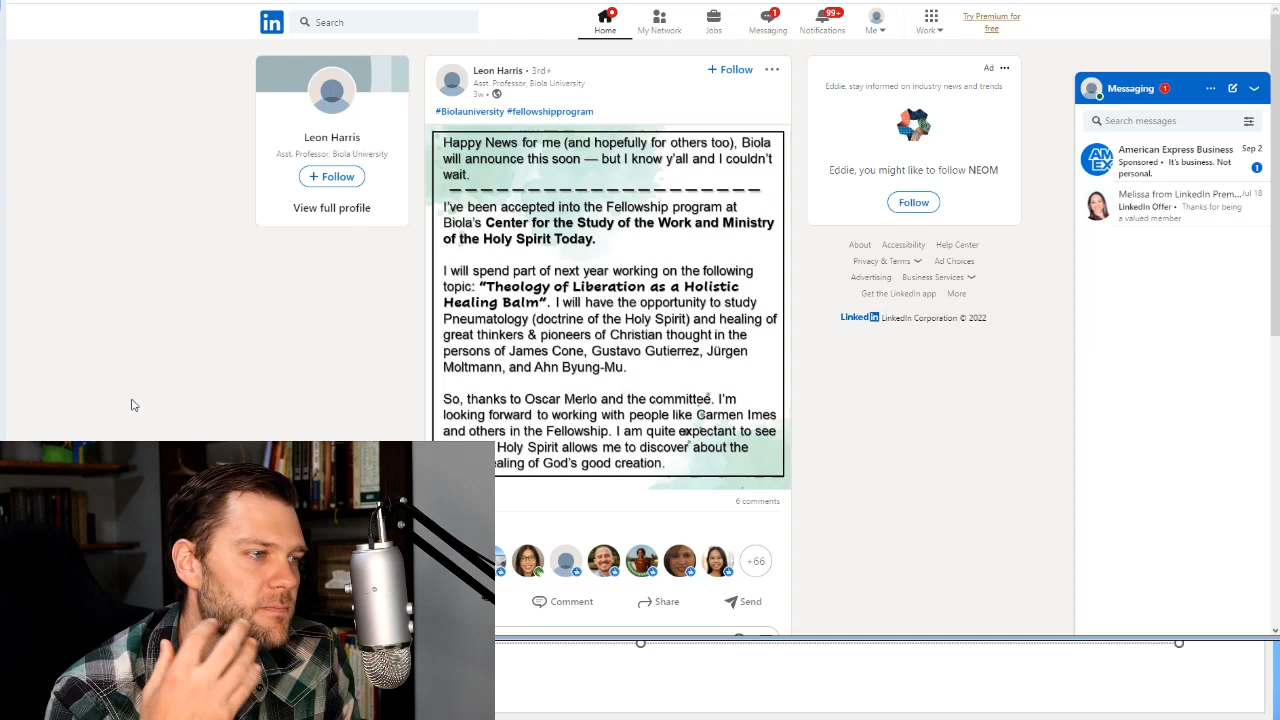 in
Search
Home
My Network
Jobs
1
Messaging
99+
Notifications
Me
Work
Try Premium for
free
Leon Harris
Asst. Professor, Biola University
+ Follow
View full profile
Leon Harris • 3rd+
Asst. Professor, Biola University
3w •
+ Follow
#Biolauniversity #fellowshipprogram
Happy News for me (and hopefully for others too), Biola
will announce this soon — but I know y'all and I couldn't
wait.
I've been accepted into the Fellowship program at
Biola's Center for the Study of the Work and Ministry
of the Holy Spirit Today.
I will spend part of next year working on the following
topic: "Theology of Liberation as a Holistic
Healing Balm". I will have the opportunity to study
Pneumatology (doctrine of the Holy Spirit) and healing of
great thinkers & pioneers of Christian thought in the
persons of James Cone, Gustavo Gutierrez, Jürgen
Moltmann, and Ahn Byung-Mu.
So, thanks to Oscar Merlo and the committee. I'm
looking forward to working with people like Carmen Imes
and others in the Fellowship. I am quite expectant to see
Holy Spirit allows me to discover about the
ealing of God's good creation.
6 comments
+66
Comment
Share
Send
Ad
Eddie, stay informed on industry news and trends
Eddie, you might like to follow NEOM
Follow
About Accessibility Help Center
Privacy & Terms Ad Choices
Advertising Business Services
Get the LinkedIn app More
Linkedin LinkedIn Corporation © 2022
Messaging 1
Search messages
AM
EX
American Express Business Sep 2
Sponsored • It's business. Not
personal.
1
Melissa from LinkedIn Prem... Jul 18
LinkedIn Offer • Thanks for being
a valued member